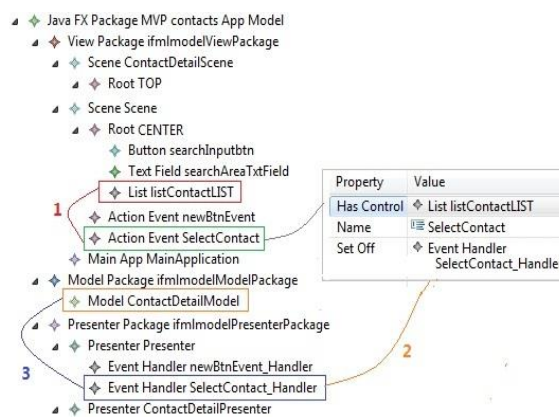 Java FX Package MVP contacts App Model
View Package ifmlmodelViewPackage
Scene ContactDetailScene
Root TOP
Scene Scene
Root CENTER
Button searchInputbtn
Text Field searchAreaTxtField
List listContactLIST
1
Action Event newBtnEvent
Action Event SelectContact
Main App MainApplication
Model Package ifmlmodelModelPackage
Model ContactDetailModel
Presenter Package ifmlmodelPresenterPackage
Presenter Presenter
3
Event Handler newBtnEvent_Handler
Event Handler SelectContact_Handler
Presenter ContactDetailPresenter
Property Value
Has Control List listContactLIST
Name SelectContact
Set Off Event Handler
SelectContact_Handle
2